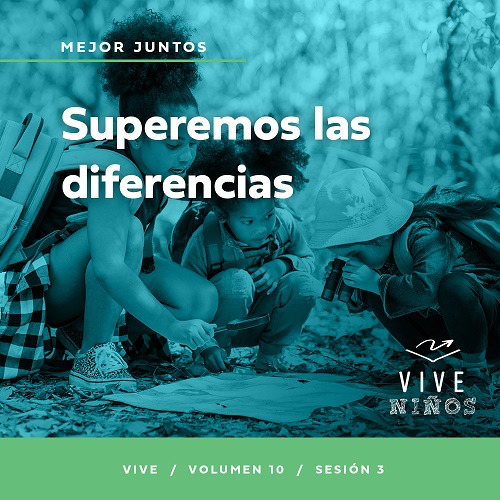 MEJOR JUNTOS
Superemos las
diferencias
VIVE
NIÑOS
VIVE / VOLUMEN 10 / SESIÓN 3